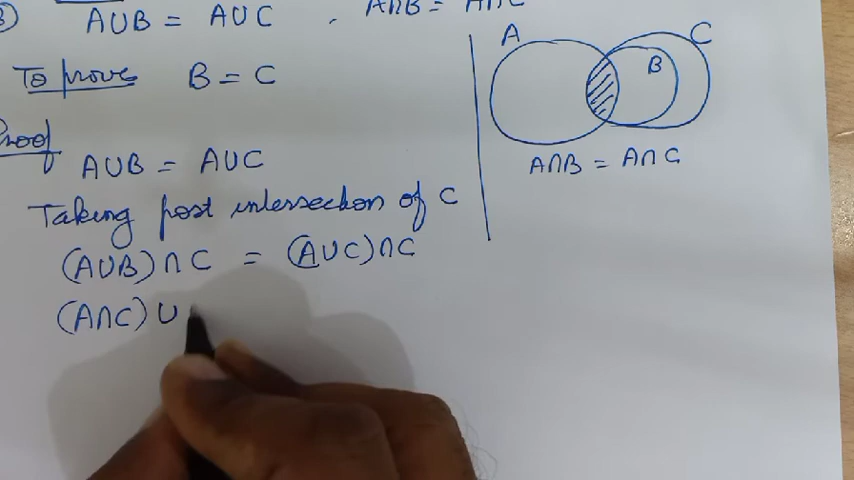 A∪B = A∪C , A∩B = A∩C
To prove B = C
Proof
A∪B = A∪C
Taking post intersection of C
(A∪B)∩C = (A∪C)∩C
(A∩C)∪
A
C
B
A∩B = A∩C